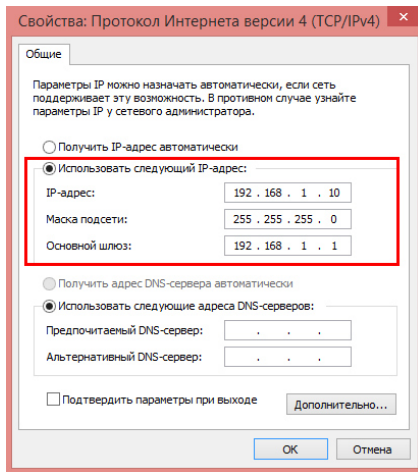 Свойства: Протокол Интернета версии 4 (TCP/IPv4)
Общие
Параметры IP можно назначать автоматически, если сеть
поддерживает эту возможность. В противном случае узнайте
параметры IP у сетевого администратора.
Получить IP-адрес автоматически
Использовать следующий IP-адрес:
IP-адрес: 192 . 168 . 1 . 10
Маска подсети: 255 . 255 . 255 . 0
Основной шлюз: 192 . 168 . 1 . 1
Получить адрес DNS-сервера автоматически
Использовать следующие адреса DNS-серверов:
Предпочитаемый DNS-сервер: . . .
Альтернативный DNS-сервер: . . .
Подтвердить параметры при выходе
Дополнительно...
OK Отмена